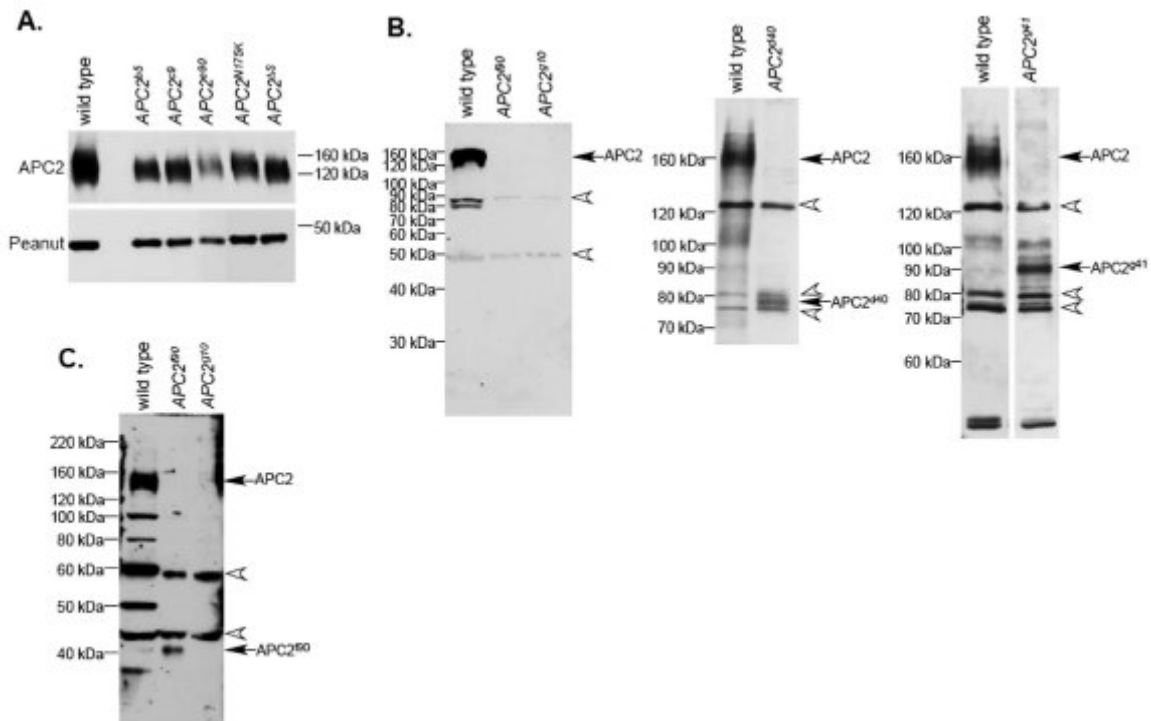 A.
wild type
APC2b5
APC2c9
APC2e90
APC2N175K
APC2ΔS
APC2
160 kDa
120 kDa
50 kDa
Peanut
B.
wild type
APC2f90
APC2g10
160 kDa
120 kDa
100 kDa
90 kDa
80 kDa
70 kDa
60 kDa
50 kDa
40 kDa
30 kDa
APC2
wild type
APC2d40
160 kDa
120 kDa
100 kDa
90 kDa
80 kDa
70 kDa
APC2
APC2d40
wild type
APC2g41
160 kDa
120 kDa
100 kDa
90 kDa
80 kDa
70 kDa
60 kDa
APC2
APC2g41
C.
wild type
APC2f90
APC2g10
220 kDa
160 kDa
120 kDa
100 kDa
80 kDa
60 kDa
50 kDa
40 kDa
APC2
APC2f90